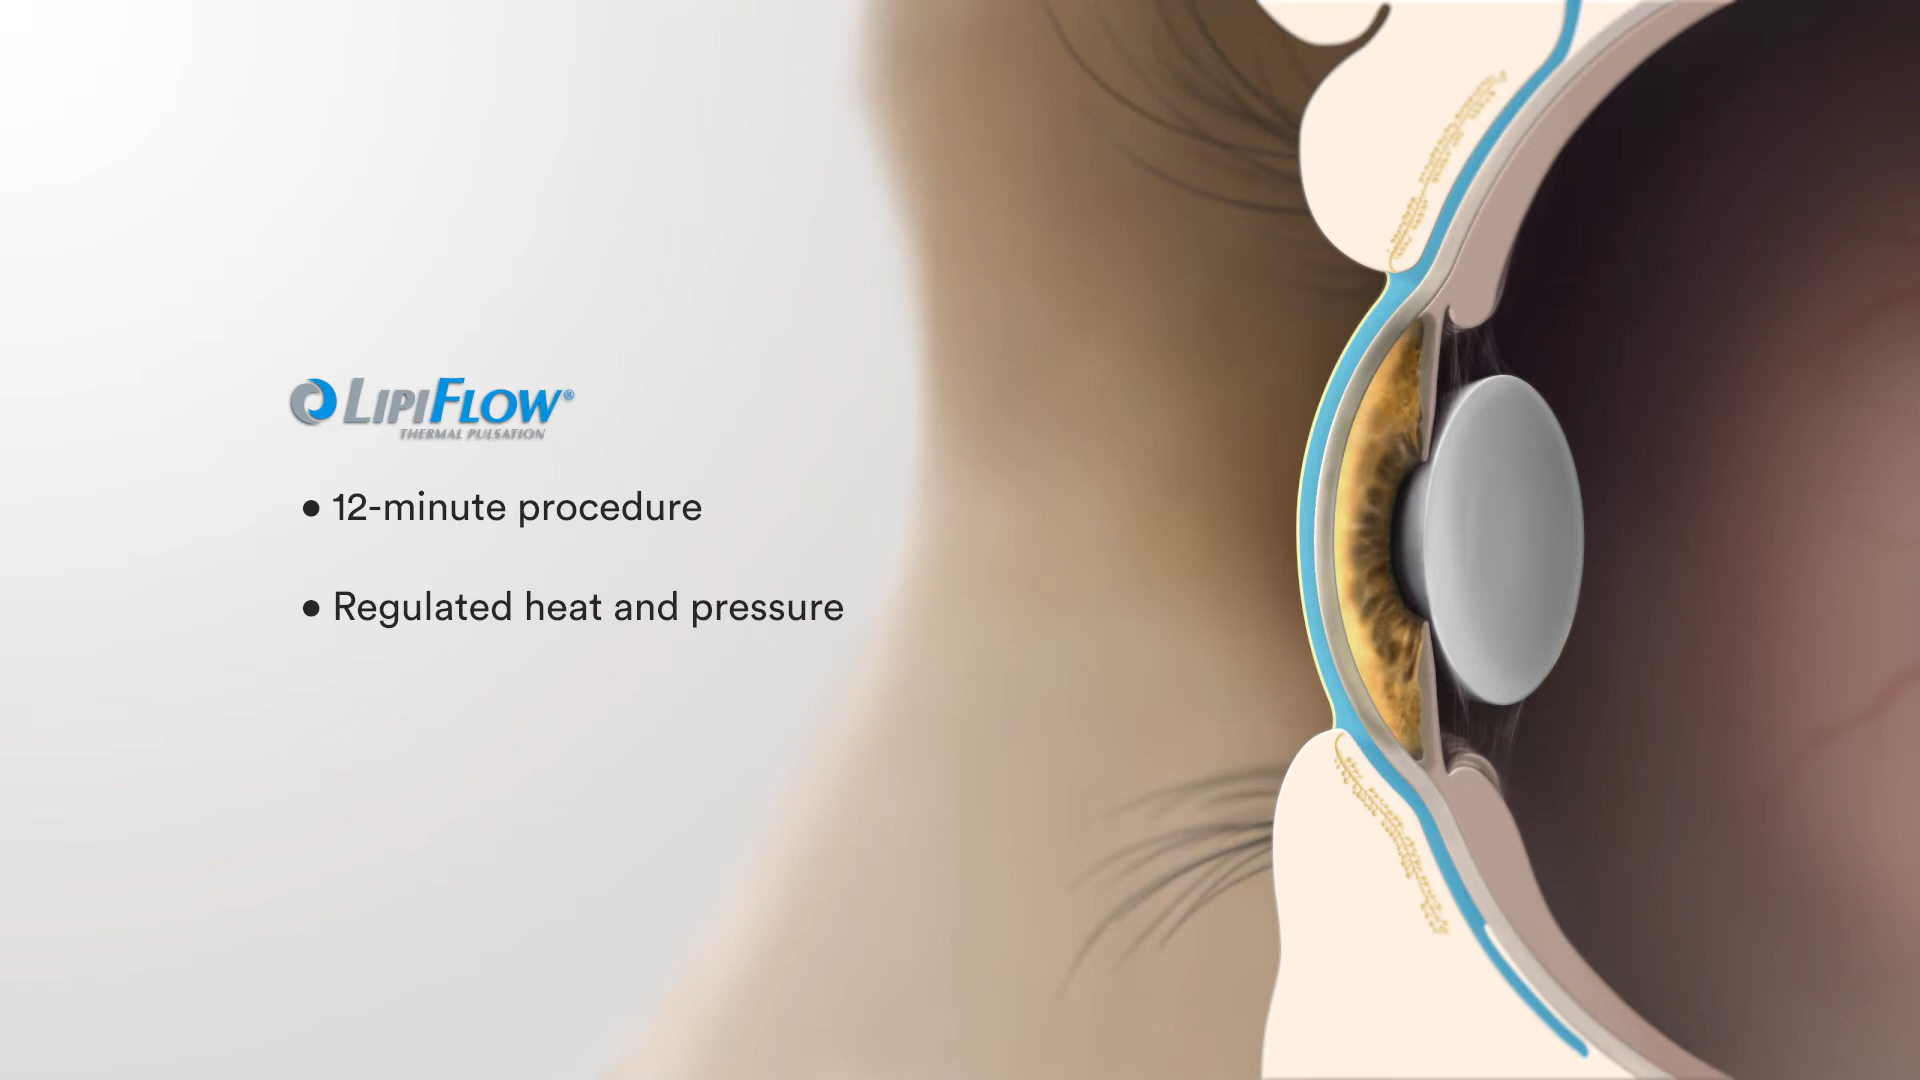 LIPIFLOW®
THERMAL PULSATION
● 12-minute procedure
● Regulated heat and pressure